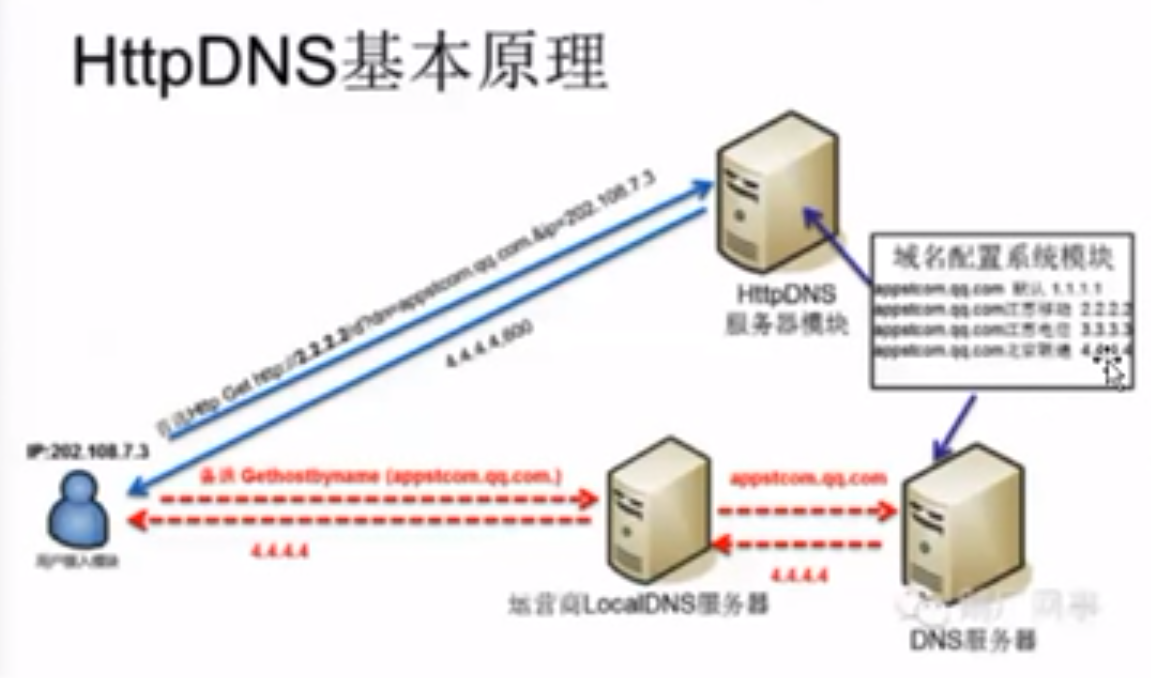 HttpDNS基本原理
首选Http Get http://2.2.2.2/d?dn=appstcom.qq.com.&ip=202.108.7.3
4.4.4.4,600
HttpDNS
服务器模块
域名配置系统模块
appstcom.qq.com 默认 1.1.1.1
appstcom.qq.com江苏移动 2.2.2.2
appstcom.qq.com江苏电信 3.3.3.3
appstcom.qq.com北京联通 4.4.4.4
IP:202.108.7.3
用户接入模块
备选 Gethostbyname (appstcom.qq.com.)
4.4.4.4
appstcom.qq.com
4.4.4.4
运营商LocalDNS服务器
DNS服务器